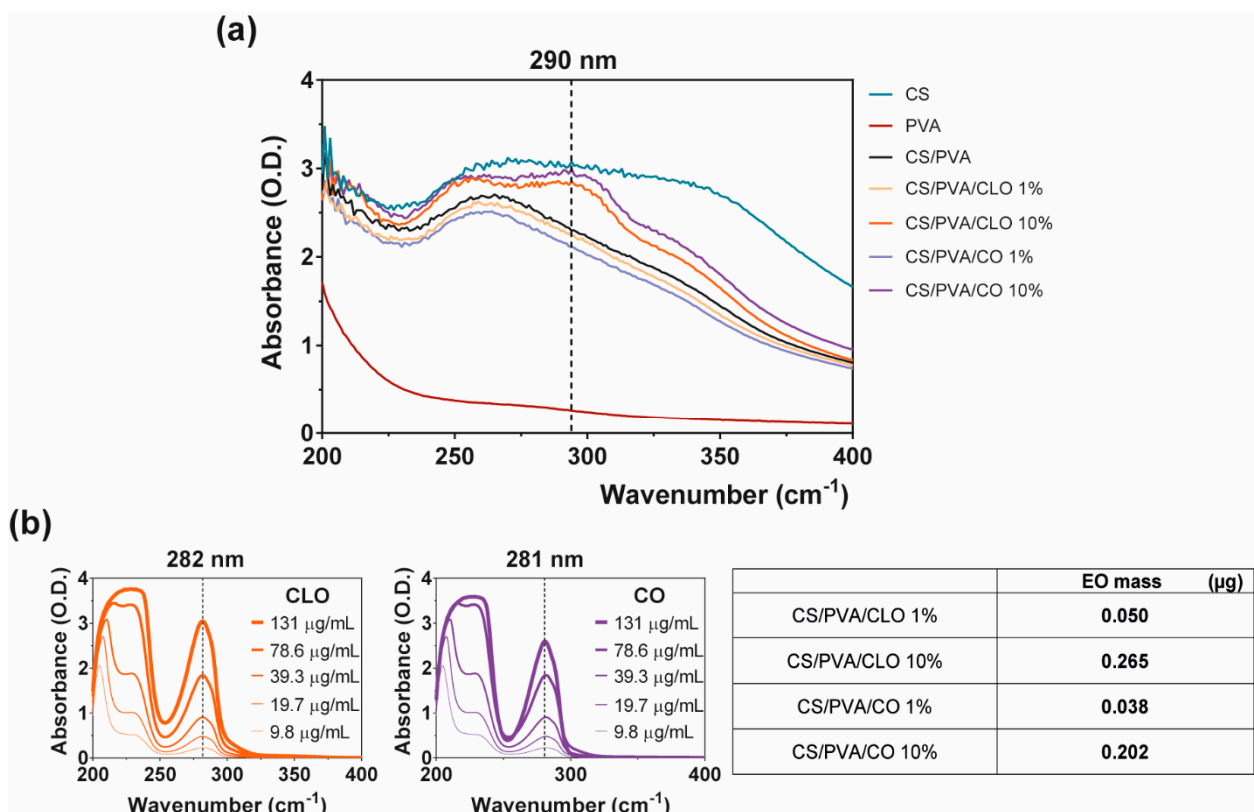 (a)
290 nm
Absorbance (O.D.)
4
3
2
1
0
200
250
300
350
400
Wavenumber (cm⁻¹)
CS
PVA
CS/PVA
CS/PVA/CLO 1%
CS/PVA/CLO 10%
CS/PVA/CO 1%
CS/PVA/CO 10%
(b)
282 nm
Absorbance (O.D.)
4
3
2
1
0
200
250
300
400
Wavenumber (cm⁻¹)
CLO
131 μg/mL
78.6 μg/mL
39.3 μg/mL
19.7 μg/mL
9.8 μg/mL
281 nm
Absorbance (O.D.)
4
3
2
1
0
200
300
400
Wavenumber (cm⁻¹)
CO
131 μg/mL
78.6 μg/mL
39.3 μg/mL
19.7 μg/mL
9.8 μg/mL
EO mass (μg)
CS/PVA/CLO 1% 0.050
CS/PVA/CLO 10% 0.265
CS/PVA/CO 1% 0.038
CS/PVA/CO 10% 0.202